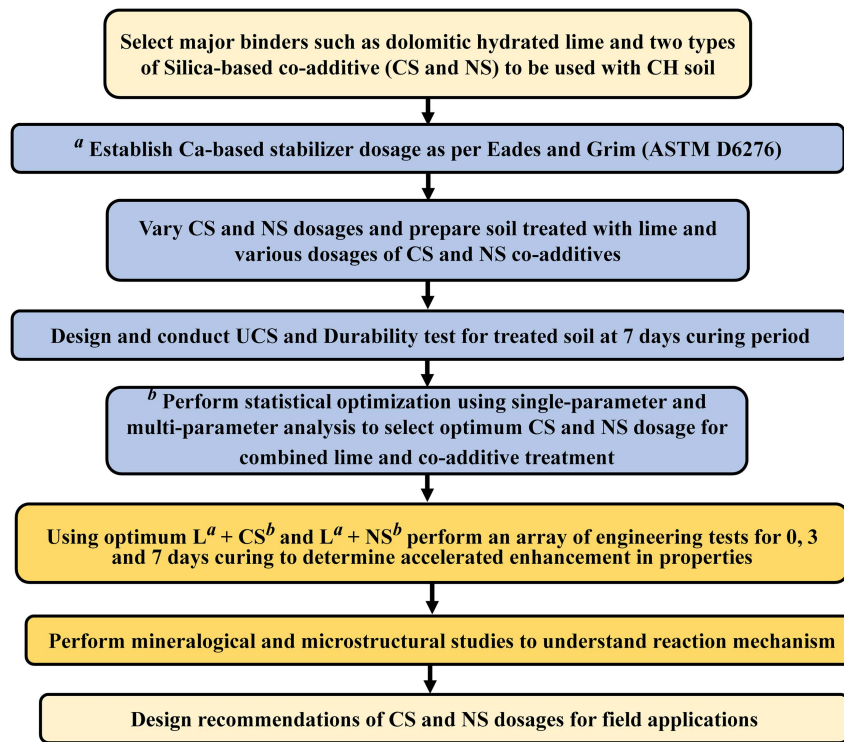 Select major binders such as dolomitic hydrated lime and two types
of Silica-based co-additive (CS and NS) to be used with CH soil
a Establish Ca-based stabilizer dosage as per Eades and Grim (ASTM D6276)
Vary CS and NS dosages and prepare soil treated with lime and
various dosages of CS and NS co-additives
Design and conduct UCS and Durability test for treated soil at 7 days curing period
b Perform statistical optimization using single-parameter and
multi-parameter analysis to select optimum CS and NS dosage for
combined lime and co-additive treatment
Using optimum Lᵃ + CSᵇ and Lᵃ + NSᵇ perform an array of engineering tests for 0, 3
and 7 days curing to determine accelerated enhancement in properties
Perform mineralogical and microstructural studies to understand reaction mechanism
Design recommendations of CS and NS dosages for field applications